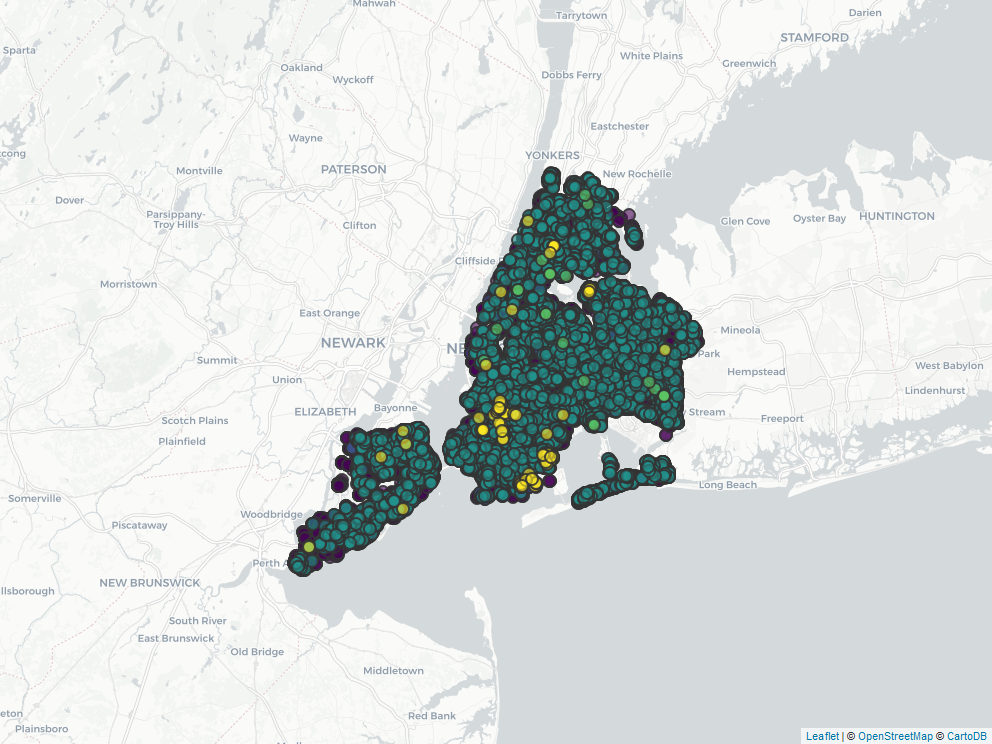 Mahwah
Darien
Tarrytown
STAMFORD
Sparta
White Plains
Greenwich
Oakland
Dobbs Ferry
Wyckoff
Eastchester
Wayne
YONKERS
PATERSON
Montville
New Rochelle
Dover
Parsippany-
Troy Hills
Clifton
Glen Cove
Oyster Bay
HUNTINGTON
Cliffside
Morristown
East Orange
Mineola
NEWARK
NE
Park
Summit
Hempstead
West Babylon
Union
Lindenhurst
ELIZABETH
Bayonne
Stream
Freeport
Scotch Plains
Plainfield
Long Beach
Somerville
Woodbridge
Piscataway
Perth A
NEW BRUNSWICK
llsborough
South River
East Brunswick
Old Bridge
Middletown
eton
Plainsboro
Red Bank
Leaflet | © OpenStreetMap © CartoDB